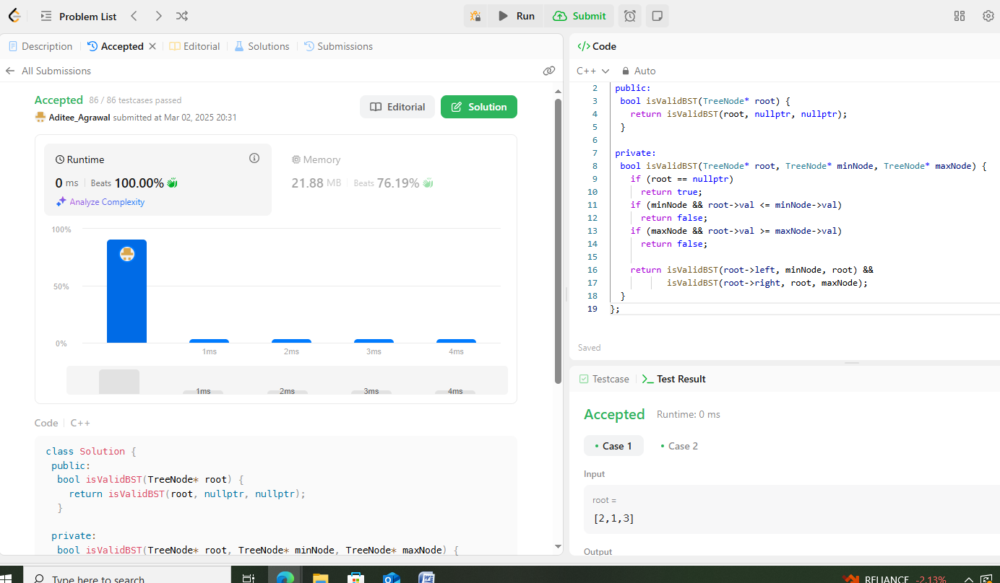 Problem List
Run
Submit
Description
Accepted
Editorial
Solutions
Submissions
All Submissions
Accepted 86 / 86 testcases passed
Aditee_Agrawal submitted at Mar 02, 2025 20:31
Editorial
Solution
Runtime
0 ms Beats 100.00%
Analyze Complexity
Memory
21.88 MB Beats 76.19%
100%
50%
0%
1ms 2ms 3ms 4ms
1ms 2ms 3ms 4ms
Code C++
class Solution {
public:
bool isValidBST(TreeNode* root) {
return isValidBST(root, nullptr, nullptr);
}
private:
bool isValidBST(TreeNode* root, TreeNode* minNode, TreeNode* maxNode) {
</> Code
C++ Auto
2 public:
3 bool isValidBST(TreeNode* root) {
4 return isValidBST(root, nullptr, nullptr);
5 }
6
7 private:
8 bool isValidBST(TreeNode* root, TreeNode* minNode, TreeNode* maxNode) {
9 if (root == nullptr)
10 return true;
11 if (minNode && root->val <= minNode->val)
12 return false;
13 if (maxNode && root->val >= maxNode->val)
14 return false;
15
16 return isValidBST(root->left, minNode, root) &&
17 isValidBST(root->right, root, maxNode);
18 }
19 };
Saved
Testcase
Test Result
Accepted Runtime: 0 ms
• Case 1 • Case 2
Input
root =
[2,1,3]
Output
Type here to search
RELIANCE -2.13%